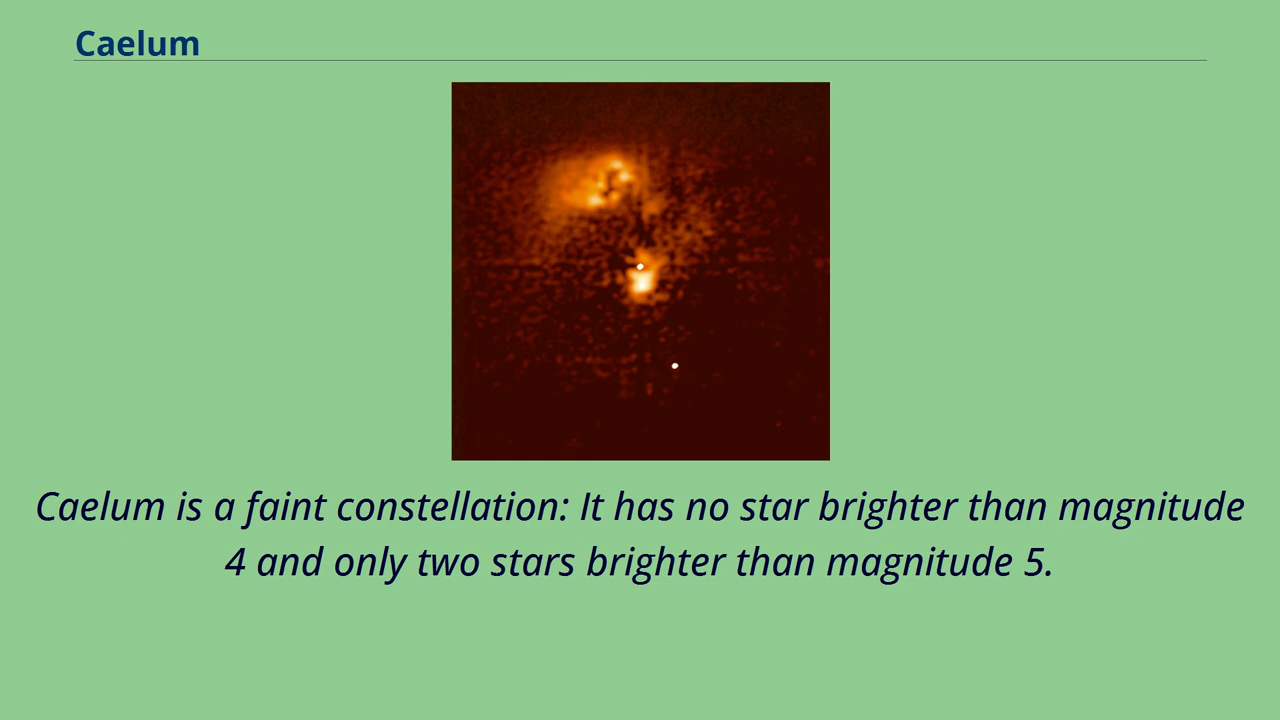 Caelum
Caelum is a faint constellation: It has no star brighter than magnitude
4 and only two stars brighter than magnitude 5.